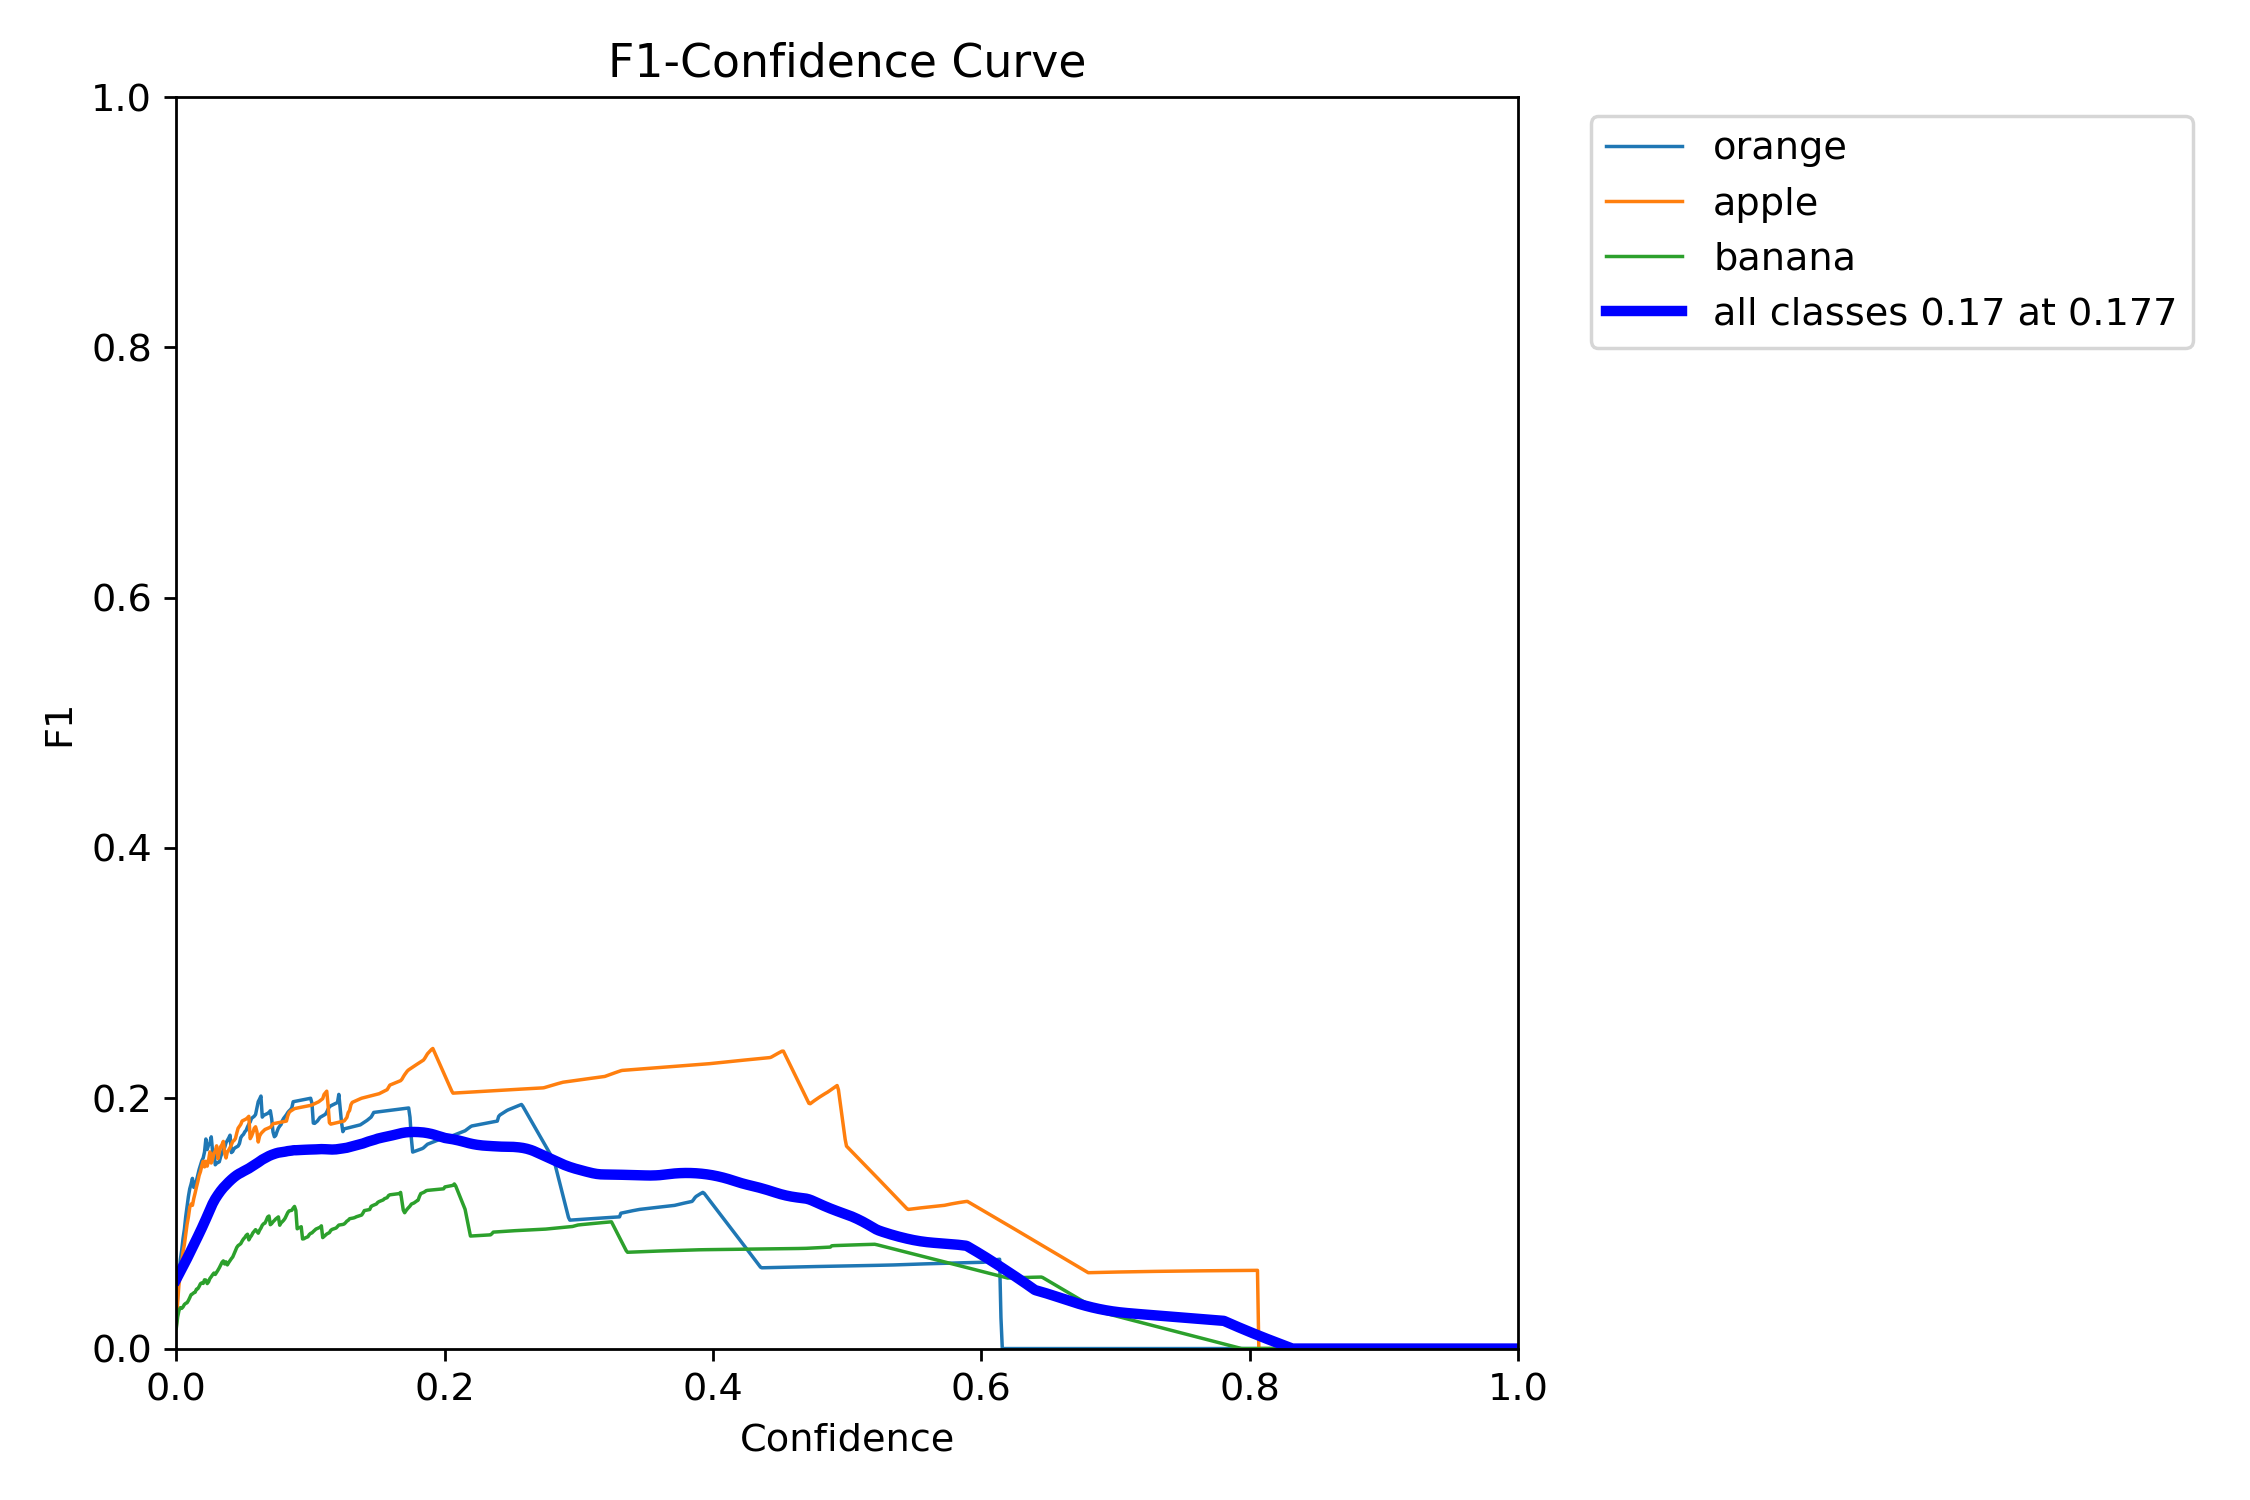 F1-Confidence Curve
1.0
0.8
0.6
0.4
0.2
0.0
F1
0.0 0.2 0.4 0.6 0.8 1.0
Confidence
orange
apple
banana
all classes 0.17 at 0.177